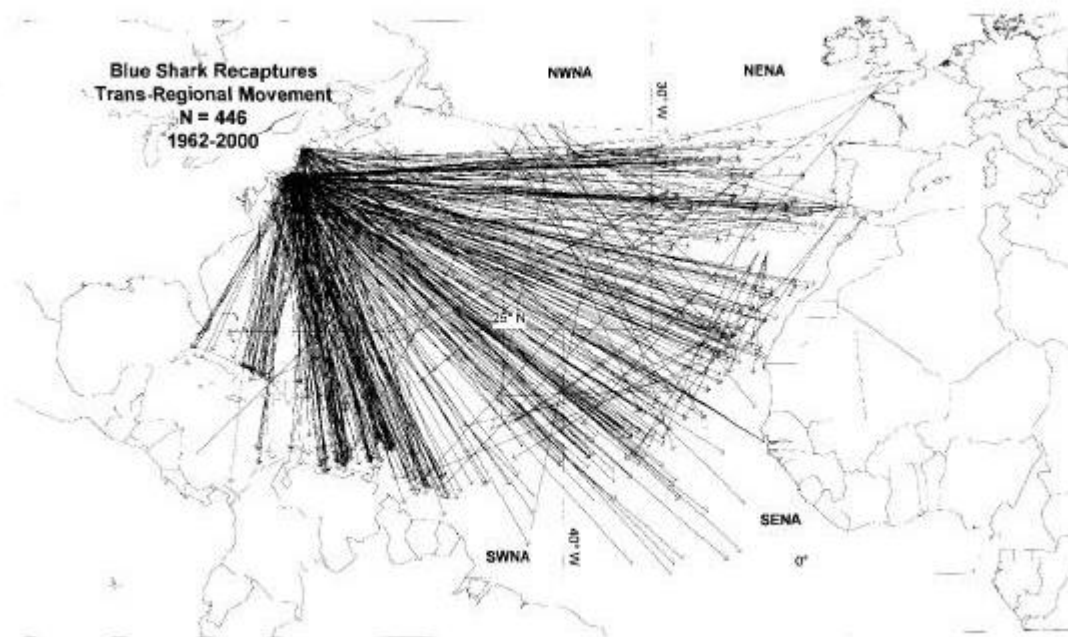 Blue Shark Recaptures
Trans-Regional Movement
N = 446
1962-2000
NWNA
NENA
30° W
25° N
SENA
SWNA
40° W
0°